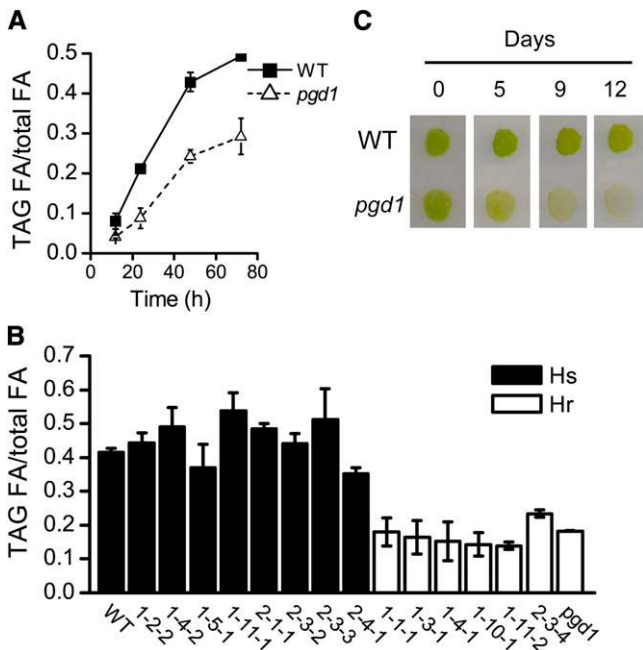 A
TAG FA/total FA
0.5
0.4
0.3
0.2
0.1
0.0
0 20 40 60 80
Time (h)
WT
pgd1
C
Days
0 5 9 12
WT
pgd1
B
TAG FA/total FA
0.7
0.6
0.5
0.4
0.3
0.2
0.1
0.0
Hs
Hr
WT 1-2-2 1-4-2 1-5-1 1-11-1 2-1-1 2-3-2 2-3-3 2-4-1 1-1-1 1-3-1 1-4-1 1-10-1 1-11-2 2-3-4 pgd1